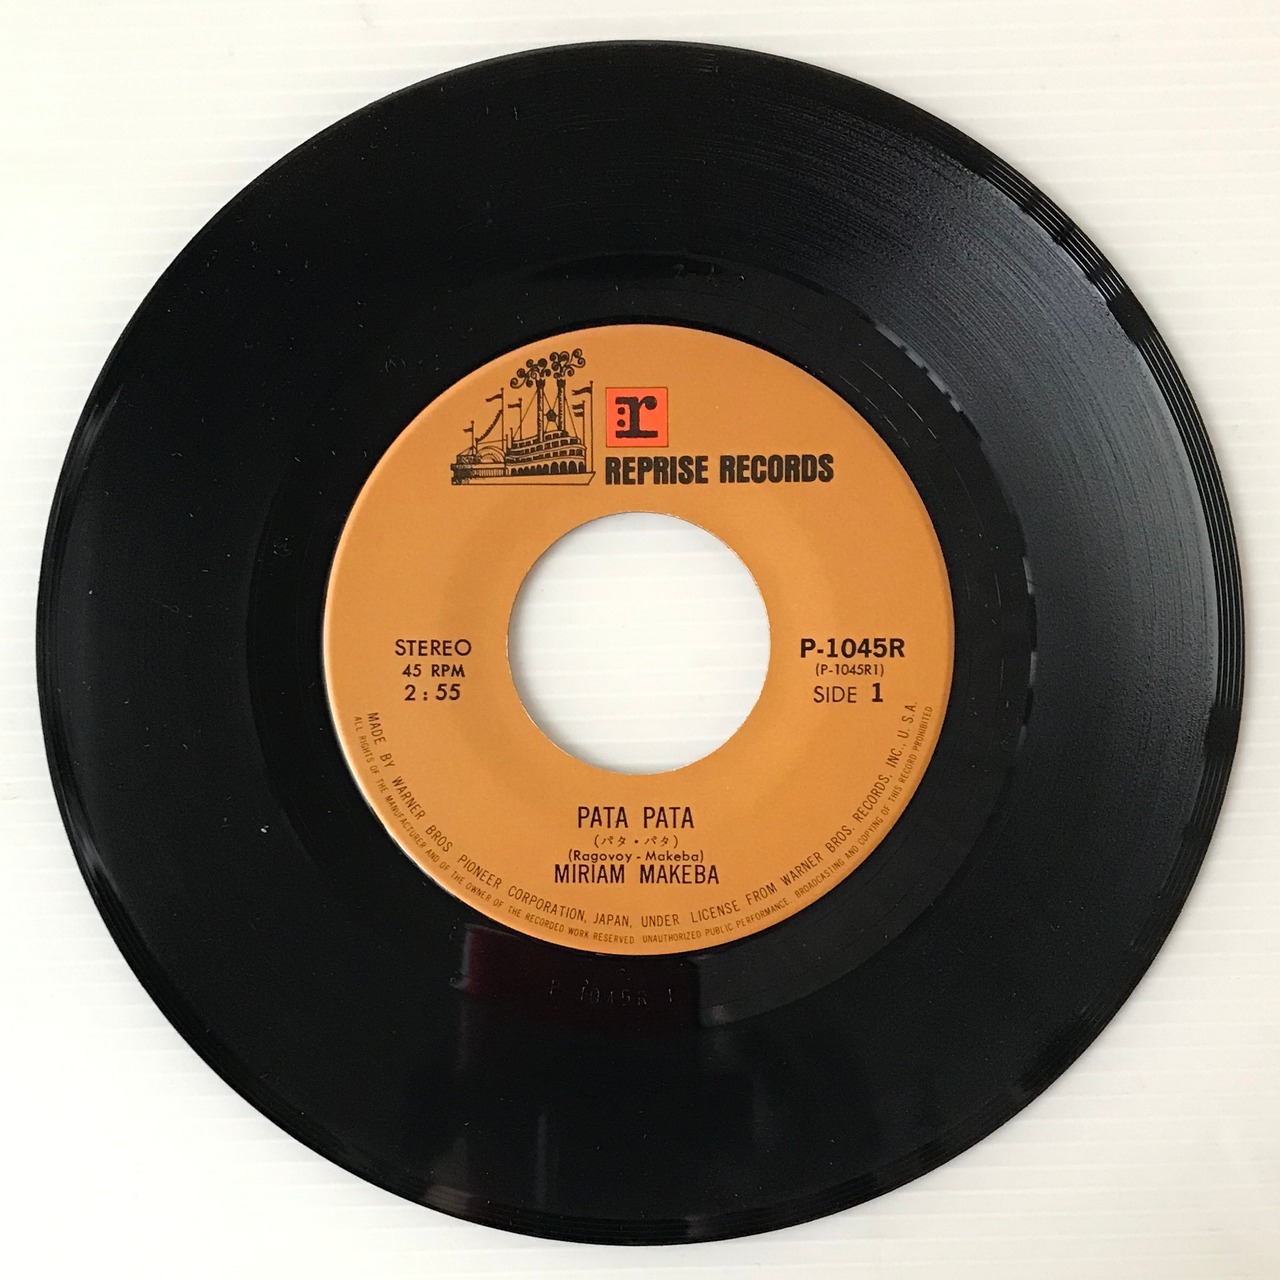 r
REPRISE RECORDS
STEREO
45 RPM
2 : 55
P-1045R
(P-1045R1)
SIDE 1
PATA PATA
(パタ・パタ)
(Ragovoy - Makeba)
MIRIAM MAKEBA
MADE BY WARNER BROS PIONEER CORPORATION, JAPAN, UNDER LICENSE FROM WARNER BROS. RECORDS, INC., U.S.A.
ALL RIGHTS OF THE MANUFACTURER AND OF THE OWNER OF THE RECORDED WORK RESERVED UNAUTHORIZED PUBLIC PERFORMANCE, BROADCASTING AND COPYING OF THIS RECORD PROHIBITED
P 1045R 1